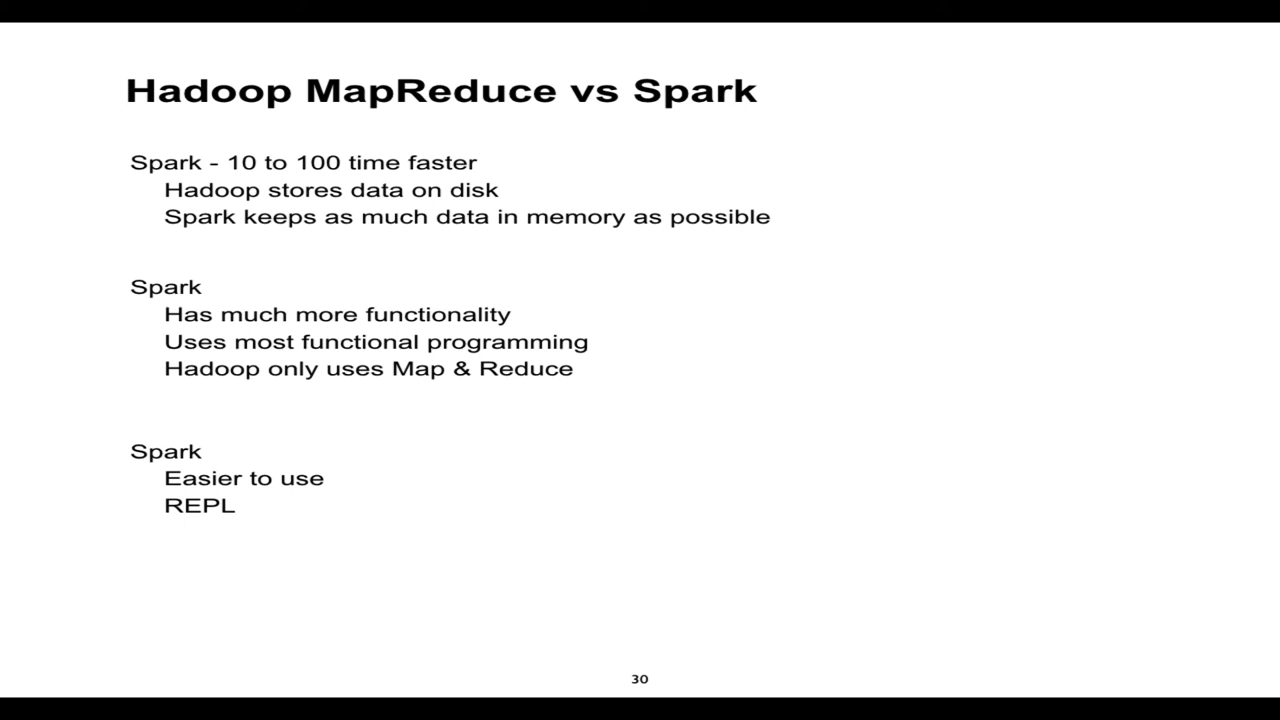 Hadoop MapReduce vs Spark
Spark - 10 to 100 time faster
Hadoop stores data on disk
Spark keeps as much data in memory as possible
Spark
Has much more functionality
Uses most functional programming
Hadoop only uses Map & Reduce
Spark
Easier to use
REPL
30